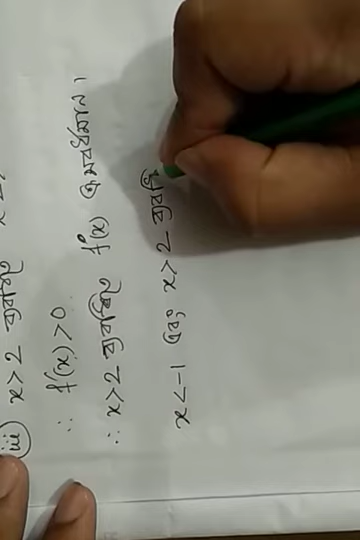 (iii) x > 2 ব্যবধিতে
∴ f′(x) > 0
∴ x > 2 ব্যবধিতে f(x) ক্রমবর্ধমান।
x < -1 এবং x > 2 ব্যবধি